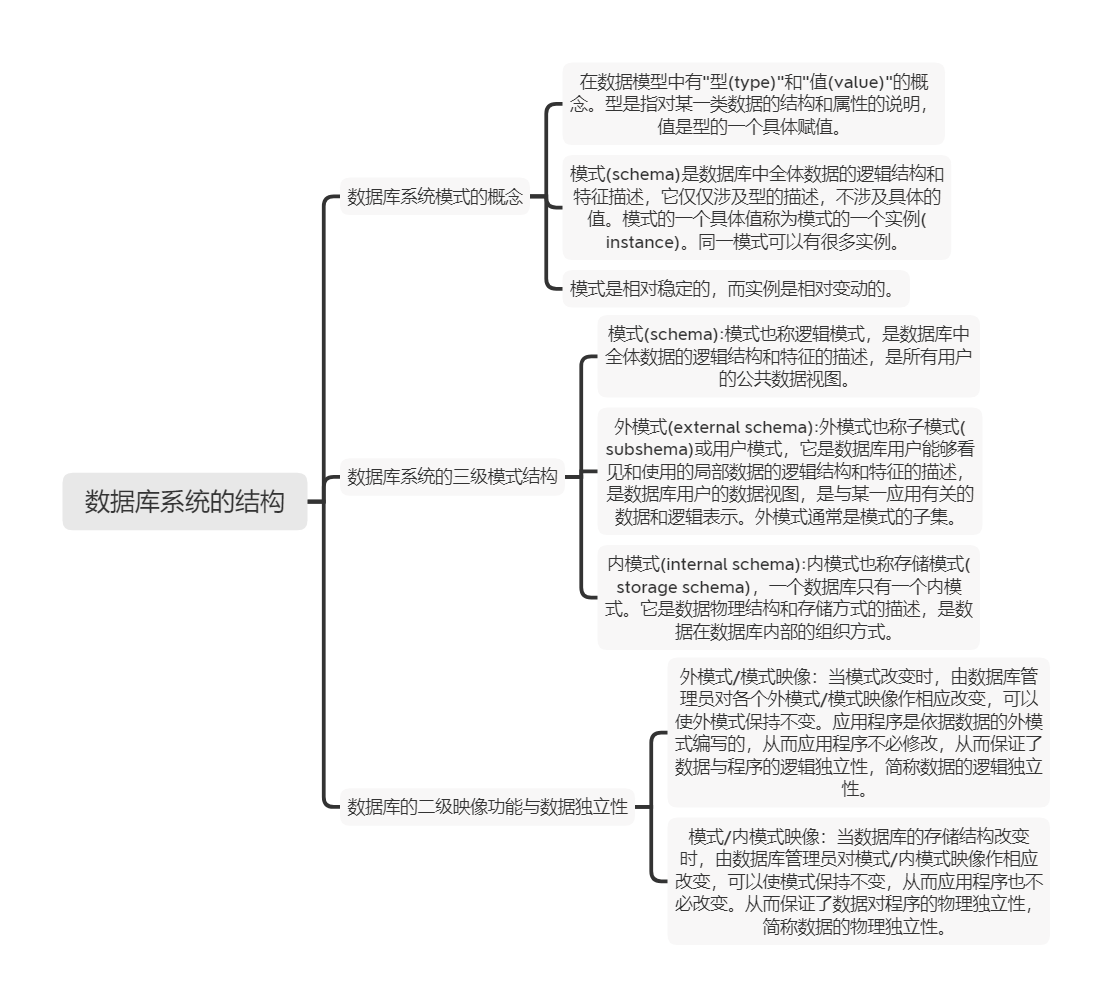 在数据模型中有"型(type)"和"值(value)"的概
念。型是指对某一类数据的结构和属性的说明，
值是型的一个具体赋值。
模式(schema)是数据库中全体数据的逻辑结构和
特征描述，它仅仅涉及型的描述，不涉及具体的
值。模式的一个具体值称为模式的一个实例(
instance)。同一模式可以有很多实例。
数据库系统模式的概念
模式是相对稳定的，而实例是相对变动的。
模式(schema):模式也称逻辑模式，是数据库中
全体数据的逻辑结构和特征的描述，是所有用户
的公共数据视图。
外模式(external schema):外模式也称子模式(
subshema)或用户模式，它是数据库用户能够看
见和使用的局部数据的逻辑结构和特征的描述，
是数据库用户的数据视图，是与某一应用有关的
数据和逻辑表示。外模式通常是模式的子集。
数据库系统的三级模式结构
数据库系统的结构
内模式(internal schema):内模式也称存储模式(
storage schema)，一个数据库只有一个内模
式。它是数据物理结构和存储方式的描述，是数
据在数据库内部的组织方式。
外模式/模式映像：当模式改变时，由数据库管
理员对各个外模式/模式映像作相应改变，可以
使外模式保持不变。应用程序是依据数据的外模
式编写的，从而应用程序不必修改，从而保证了
数据与程序的逻辑独立性，简称数据的逻辑独立
性。
数据库的二级映像功能与数据独立性
模式/内模式映像：当数据库的存储结构改变
时，由数据库管理员对模式/内模式映像作相应
改变，可以使模式保持不变，从而应用程序也不
必改变。从而保证了数据对程序的物理独立性，
简称数据的物理独立性。